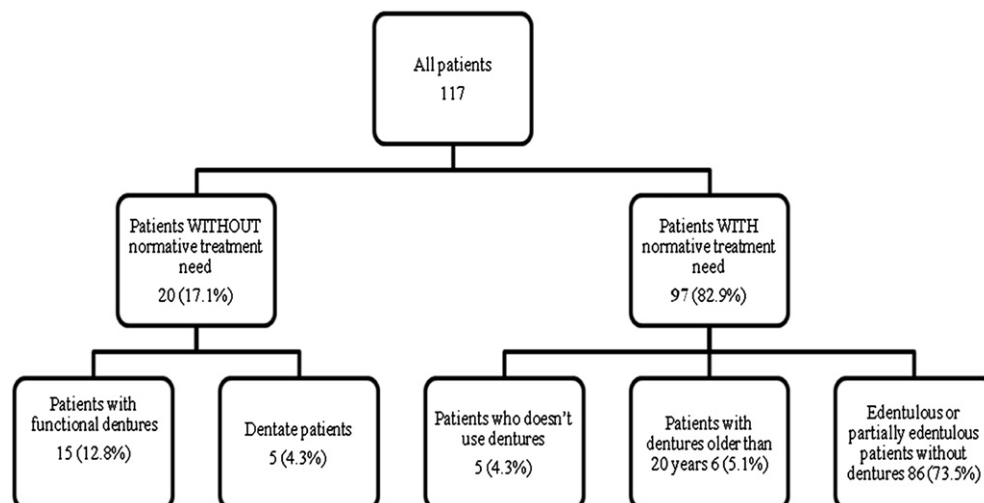 All patients
117
Patients WITHOUT
normative treatment
need
20 (17.1%)
Patients WITH
normative treatment
need
97 (82.9%)
Patients with
functional dentures
15 (12.8%)
Dentate patients
5 (4.3%)
Patients who doesn't
use dentures
5 (4.3%)
Patients with
dentures older than
20 years 6 (5.1%)
Edentulous or
partially edentulous
patients without
dentures 86 (73.5%)